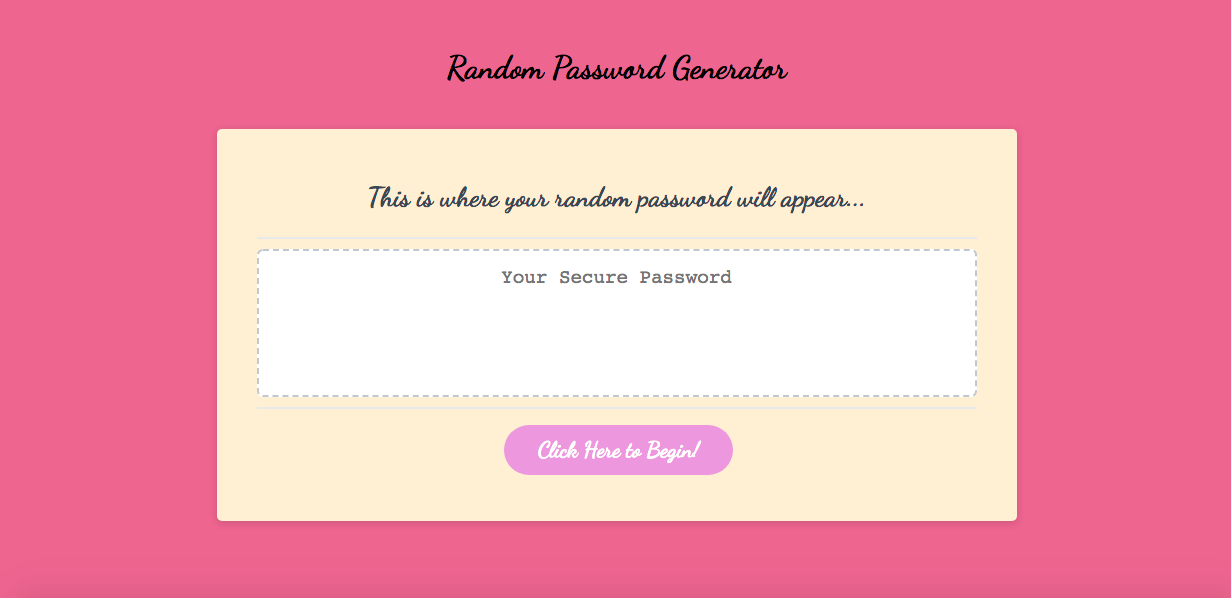 Random Password Generator
This is where your random password will appear...
Your Secure Password
Click Here to Begin!